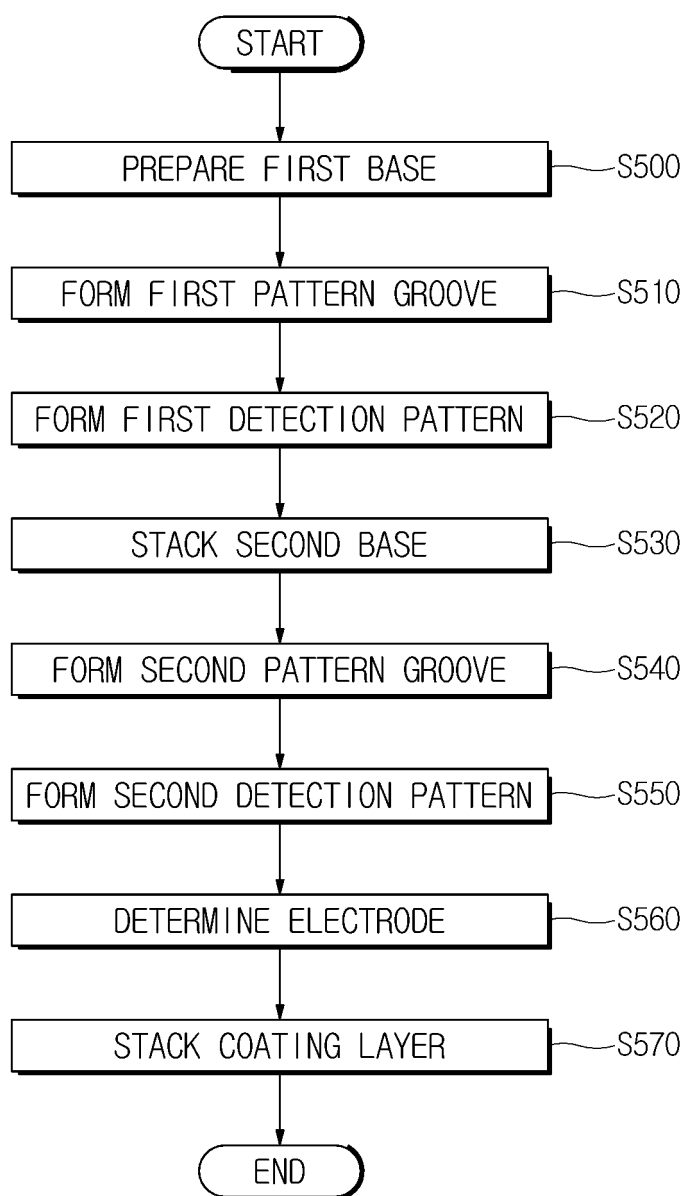 START
PREPARE FIRST BASE
S500
FORM FIRST PATTERN GROOVE
S510
FORM FIRST DETECTION PATTERN
S520
STACK SECOND BASE
S530
FORM SECOND PATTERN GROOVE
S540
FORM SECOND DETECTION PATTERN
S550
DETERMINE ELECTRODE
S560
STACK COATING LAYER
S570
END